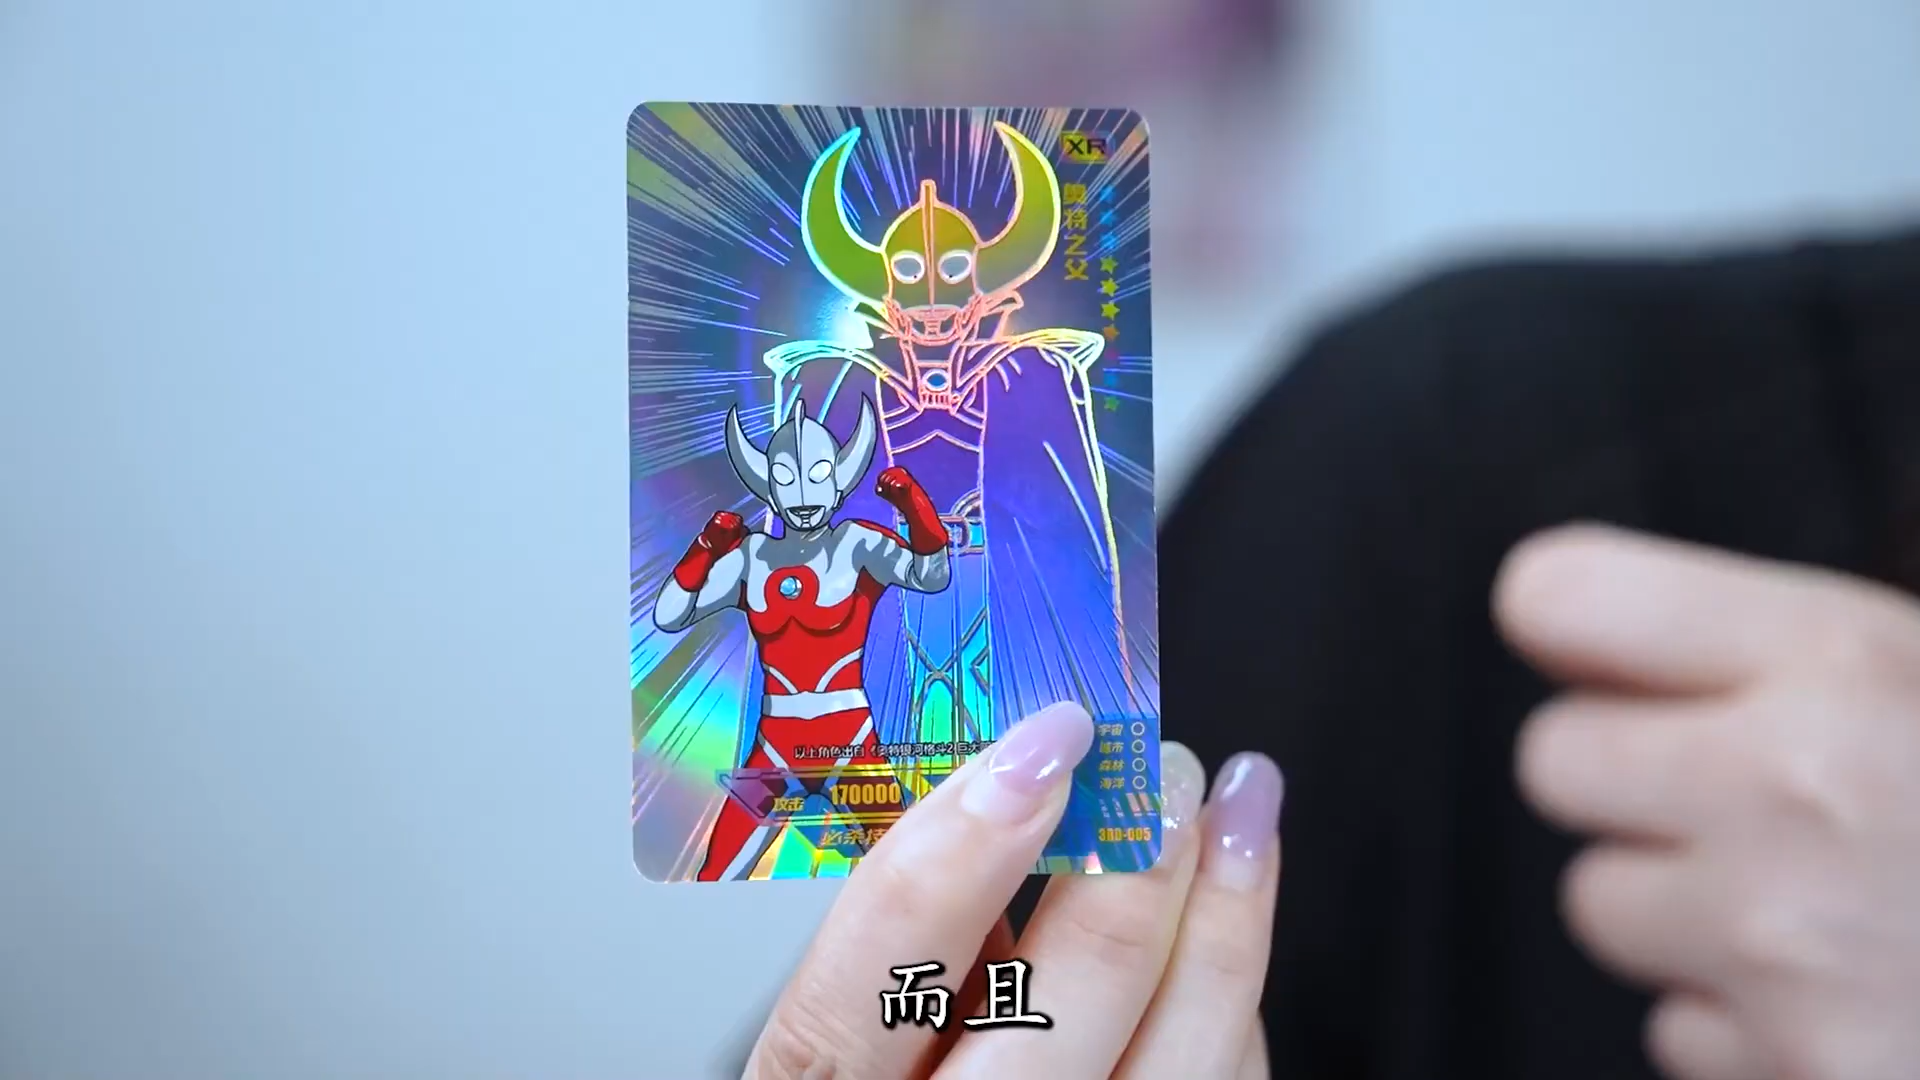 XR
奥特之父
以上角色出自《奥特银河格斗2 巨大
攻击 170000
必杀技
宇宙
城市
森林
海洋
3RD-005
而且